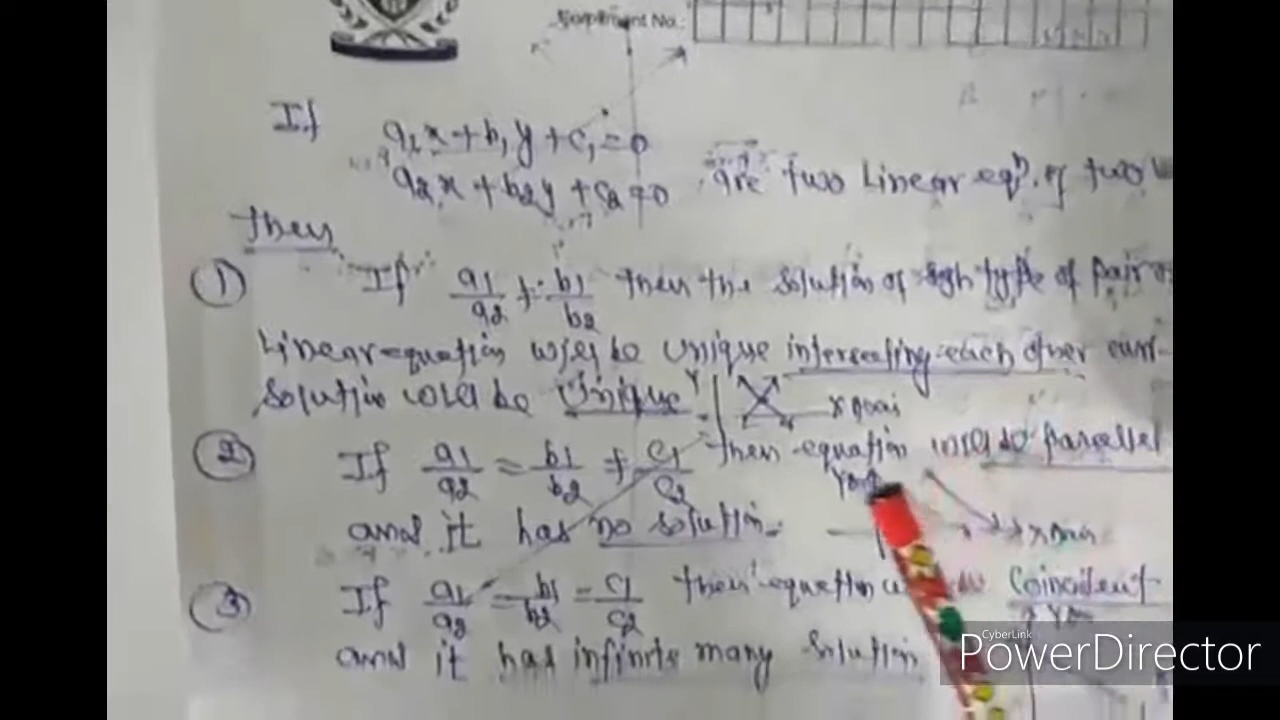 Experiment No.:
If a₁x + b₁y + c₁ = 0
a₂x + b₂y + c₂ = 0 are two Linear eqⁿ. of two
then
① If a₁/a₂ ≠ b₁/b₂ then the solution of type of pair
Linear equation will be unique intersecting each other
solution will be Unique Y
② If a₁/a₂ = b₁/b₂ ≠ c₁/c₂ then equation will be parallel
and it has no solution.
③ If a₁/a₂ = b₁/b₂ = c₁/c₂ then equation Coincident
and it has infinite many solution
CyberLink
PowerDirector